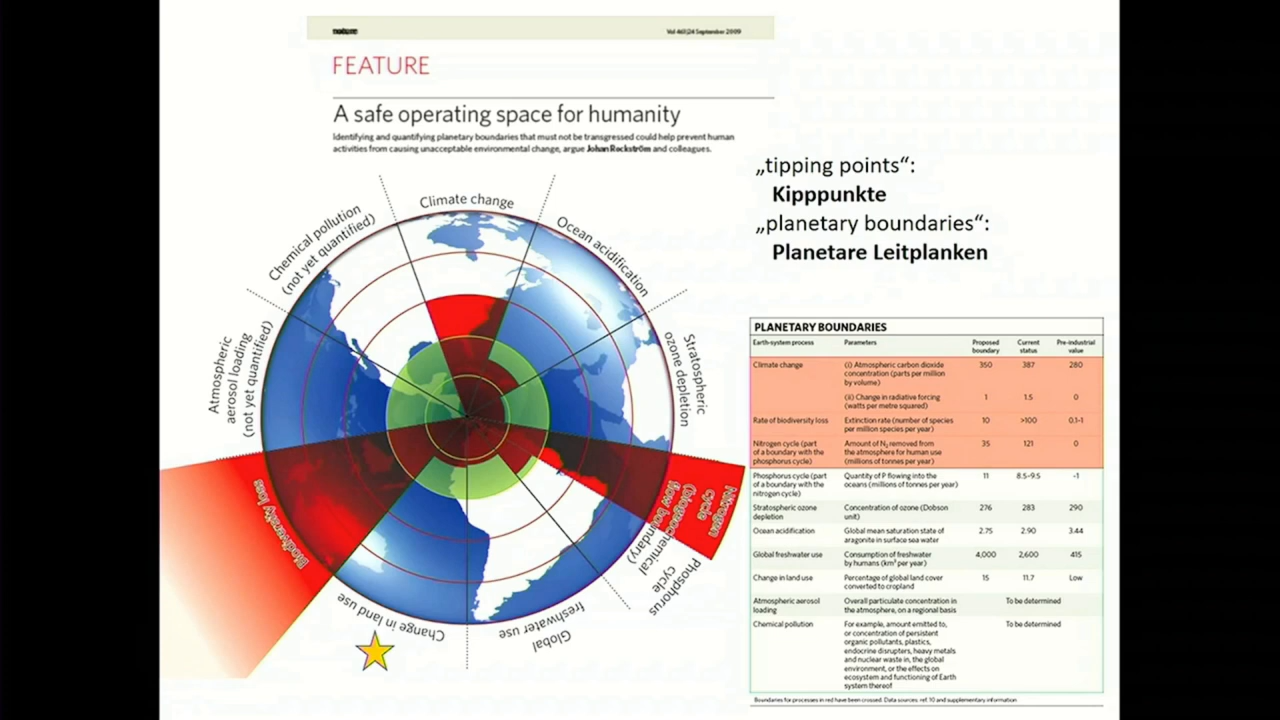 nature
Vol 461|24 September 2009
FEATURE
A safe operating space for humanity
Identifying and quantifying planetary boundaries that must not be transgressed could help prevent human
activities from causing unacceptable environmental change, argue Johan Rockström and colleagues.
„tipping points“:
Kipppunkte
„planetary boundaries“:
Planetare Leitplanken
Climate change
Ocean acidification
Stratospheric
ozone depletion
Nitrogen
cycle
(biogeochemical
flow boundary)
Phosphorus
cycle
Global
freshwater use
Change in land use
Biodiversity loss
Atmospheric
aerosol loading
(not yet quantified)
Chemical pollution
(not yet quantified)
PLANETARY BOUNDARIES
Earth-system process Parameters Proposed boundary Current status Pre-industrial value
Climate change (i) Atmospheric carbon dioxide 350 387 280
concentration (parts per million
by volume)
(ii) Change in radiative forcing 1 1.5 0
(watts per metre squared)
Rate of biodiversity loss Extinction rate (number of species 10 >100 0.1–1
per million species per year)
Nitrogen cycle (part Amount of N2 removed from 35 121 0
of a boundary with the the atmosphere for human use
phosphorus cycle) (millions of tonnes per year)
Phosphorus cycle (part Quantity of P flowing into the 11 8.5–9.5 -1
of a boundary with the oceans (millions of tonnes per year)
nitrogen cycle)
Stratospheric ozone Concentration of ozone (Dobson 276 283 290
depletion unit)
Ocean acidification Global mean saturation state of 2.75 2.90 3.44
aragonite in surface sea water
Global freshwater use Consumption of freshwater 4,000 2,600 415
by humans (km3 per year)
Change in land use Percentage of global land cover 15 11.7 Low
converted to cropland
Atmospheric aerosol Overall particulate concentration in To be determined
loading the atmosphere, on a regional basis
Chemical pollution For example, amount emitted to, To be determined
or concentration of persistent
organic pollutants, plastics,
endocrine disrupters, heavy metals
and nuclear waste in, the global
environment, or the effects on
ecosystem and functioning of Earth
system thereof
Boundaries for processes in red have been crossed. Data sources: ref. 10 and supplementary information